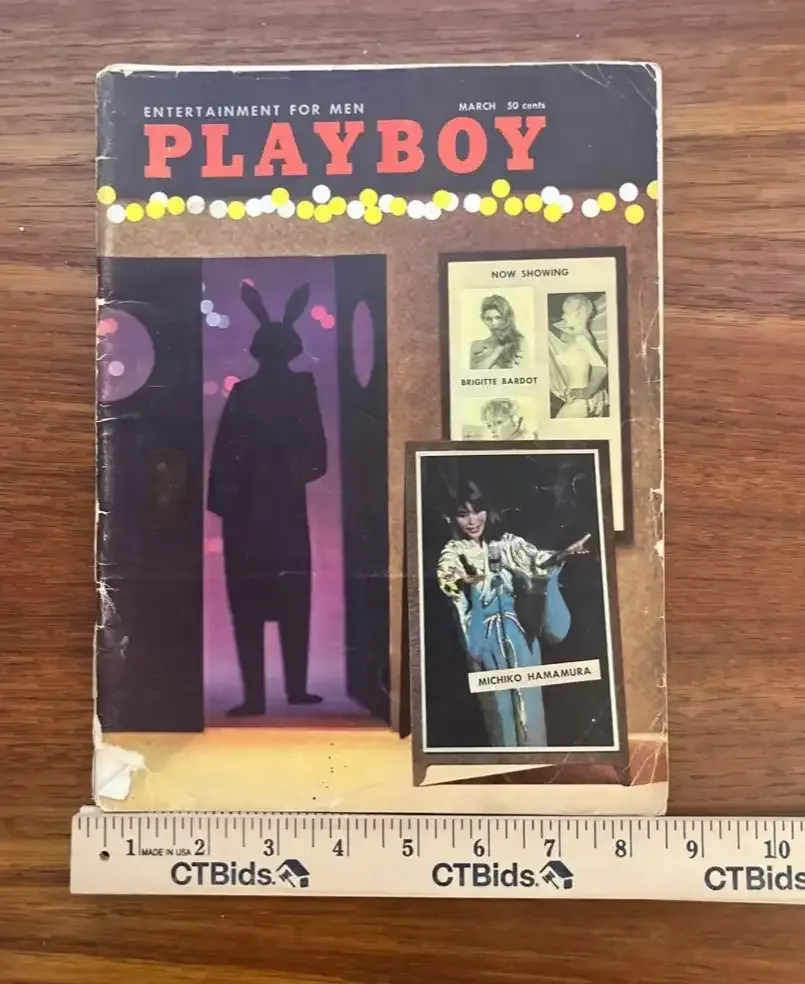 ENTERTAINMENT FOR MEN
MARCH 50 cents
PLAYBOY
NOW SHOWING
BRIGITTE BARDOT
MICHIKO HAMAMURA
1 MADE IN USA 2 3 4 5 6 7 8 9 10
CTBids. CTBids. CTBids